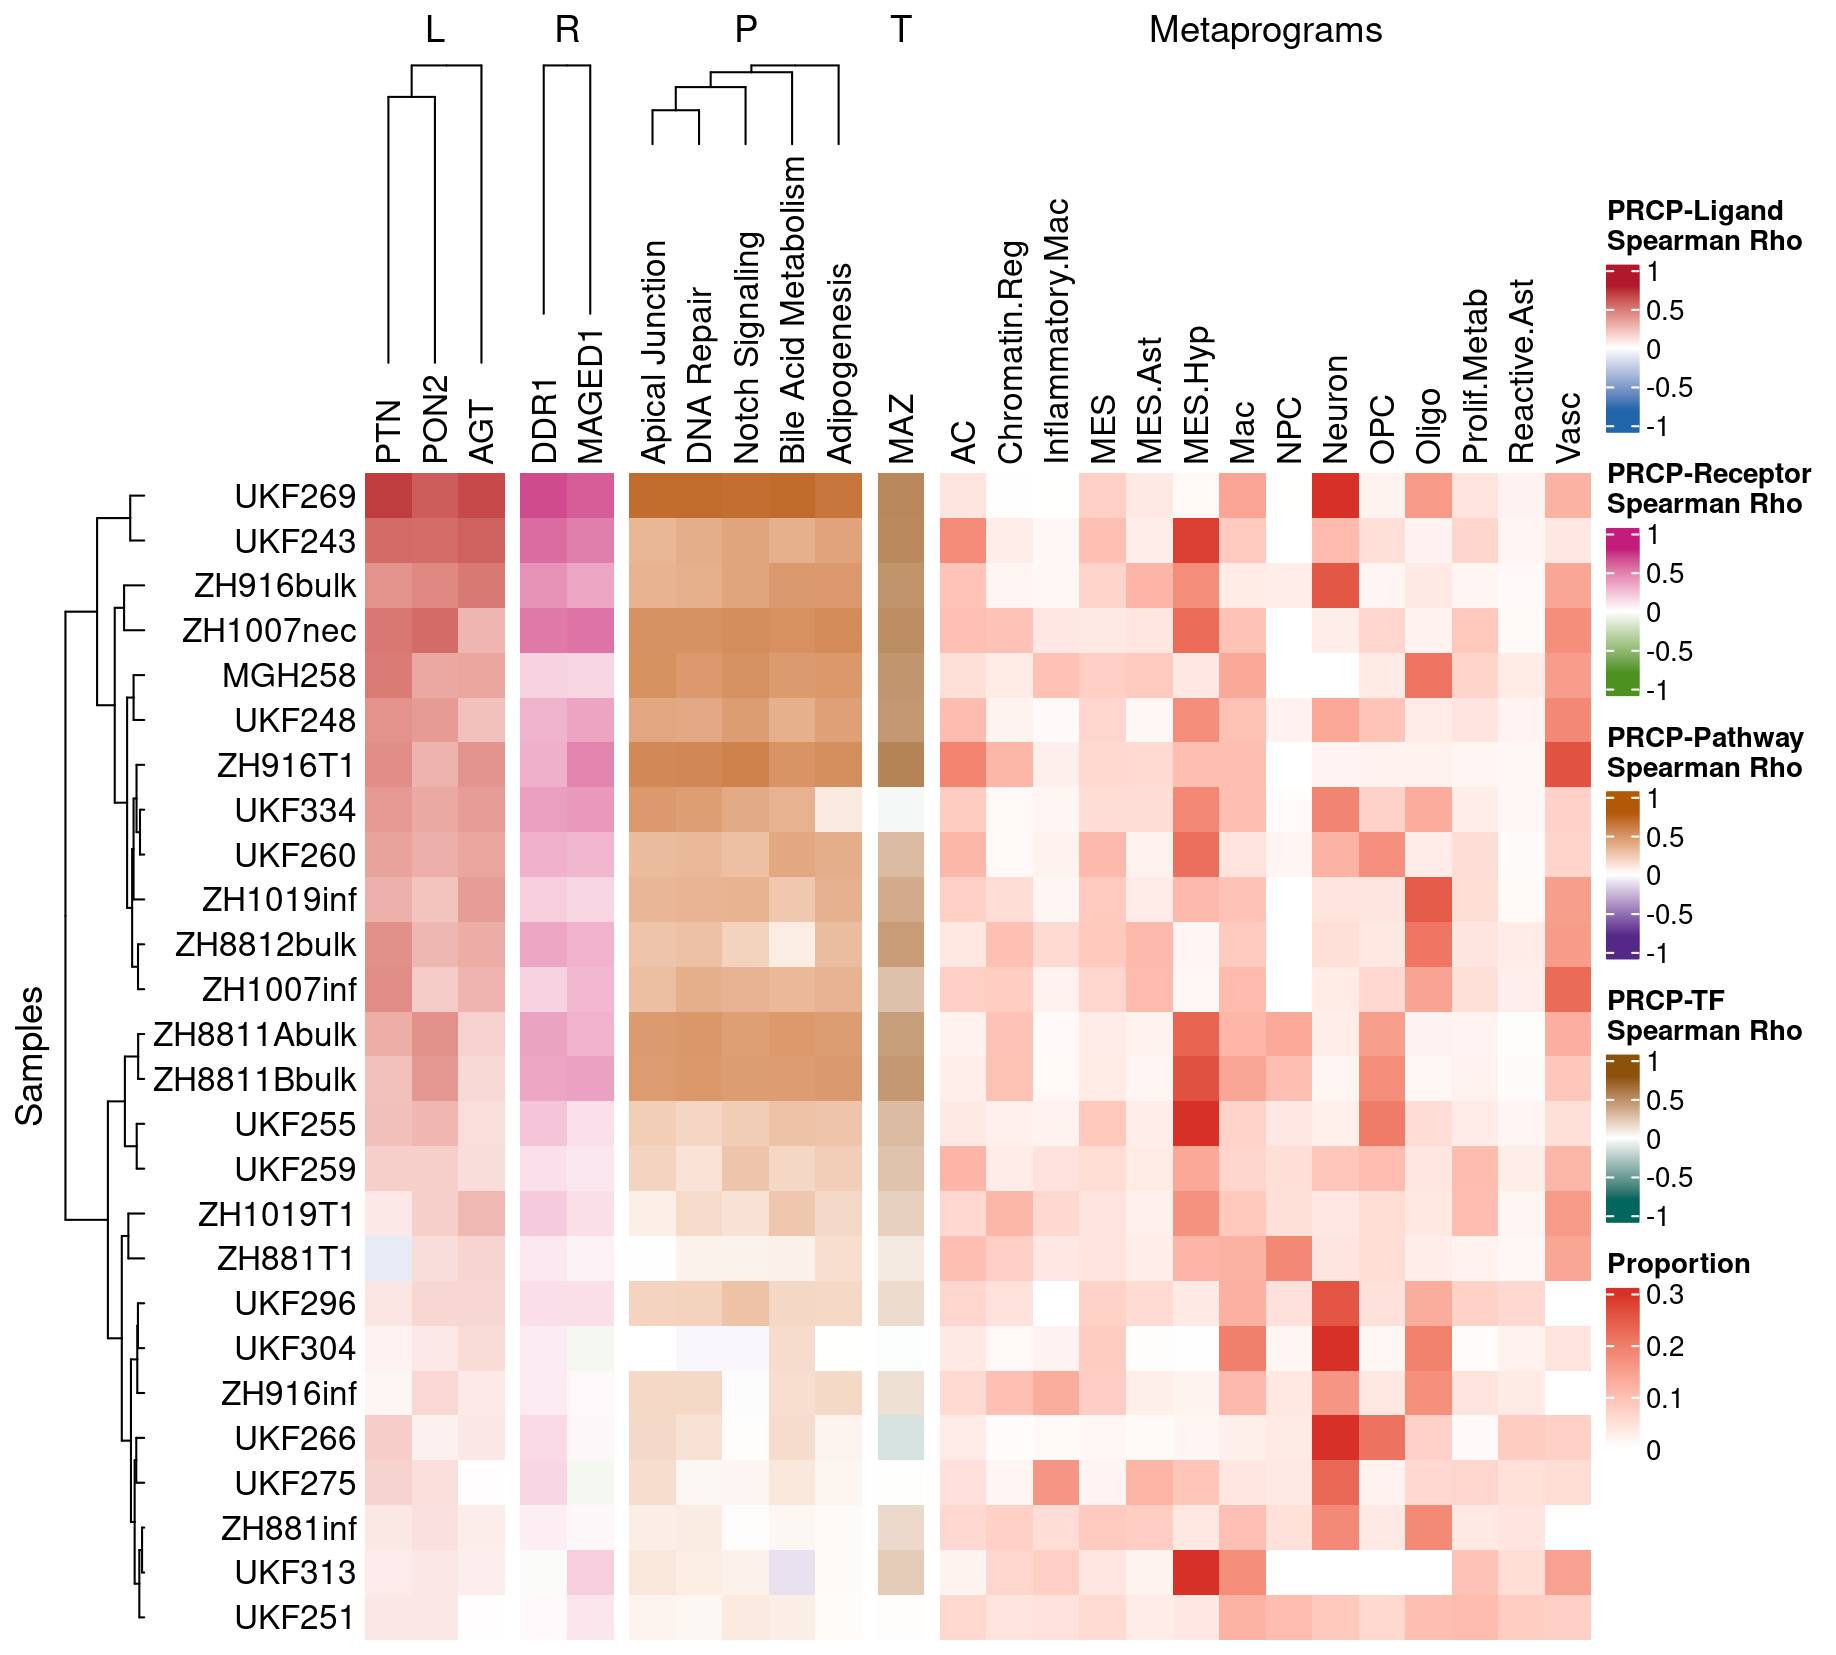 L R P T Metaprograms
PTN
PON2
AGT
DDR1
MAGED1
Apical Junction
DNA Repair
Notch Signaling
Bile Acid Metabolism
Adipogenesis
MAZ
AC
Chromatin.Reg
Inflammatory.Mac
MES
MES.Ast
MES.Hyp
Mac
NPC
Neuron
OPC
Oligo
Prolif.Metab
Reactive.Ast
Vasc
Samples
UKF269
UKF243
ZH916bulk
ZH1007nec
MGH258
UKF248
ZH916T1
UKF334
UKF260
ZH1019inf
ZH8812bulk
ZH1007inf
ZH8811Abulk
ZH8811Bbulk
UKF255
UKF259
ZH1019T1
ZH881T1
UKF296
UKF304
ZH916inf
UKF266
UKF275
ZH881inf
UKF313
UKF251
PRCP-Ligand
Spearman Rho
1
0.5
0
-0.5
-1
PRCP-Receptor
Spearman Rho
1
0.5
0
-0.5
-1
PRCP-Pathway
Spearman Rho
1
0.5
0
-0.5
-1
PRCP-TF
Spearman Rho
1
0.5
0
-0.5
-1
Proportion
0.3
0.2
0.1
0